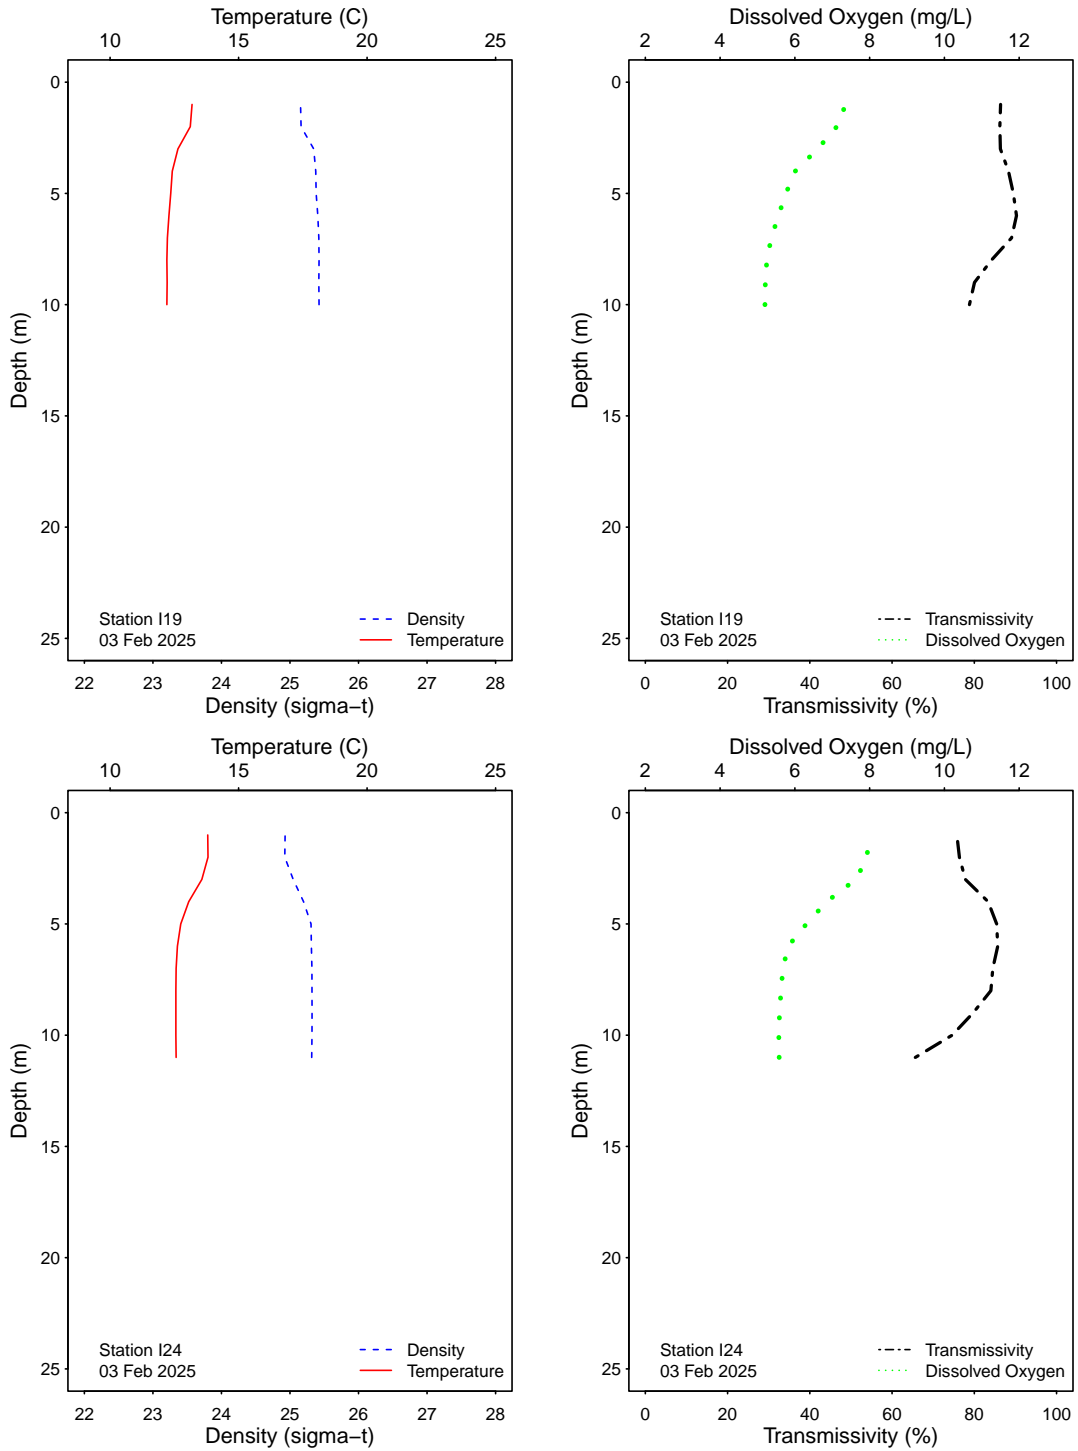 Temperature (C)
10 15 20 25
0
5
10
15
20
25
Depth (m)
Station I19
03 Feb 2025
Density
Temperature
22 23 24 25 26 27 28
Density (sigma−t)
Dissolved Oxygen (mg/L)
2 4 6 8 10 12
0
5
10
15
20
25
Depth (m)
Station I19
03 Feb 2025
Transmissivity
Dissolved Oxygen
0 20 40 60 80 100
Transmissivity (%)
Temperature (C)
10 15 20 25
0
5
10
15
20
25
Depth (m)
Station I24
03 Feb 2025
Density
Temperature
22 23 24 25 26 27 28
Density (sigma−t)
Dissolved Oxygen (mg/L)
2 4 6 8 10 12
0
5
10
15
20
25
Depth (m)
Station I24
03 Feb 2025
Transmissivity
Dissolved Oxygen
0 20 40 60 80 100
Transmissivity (%)